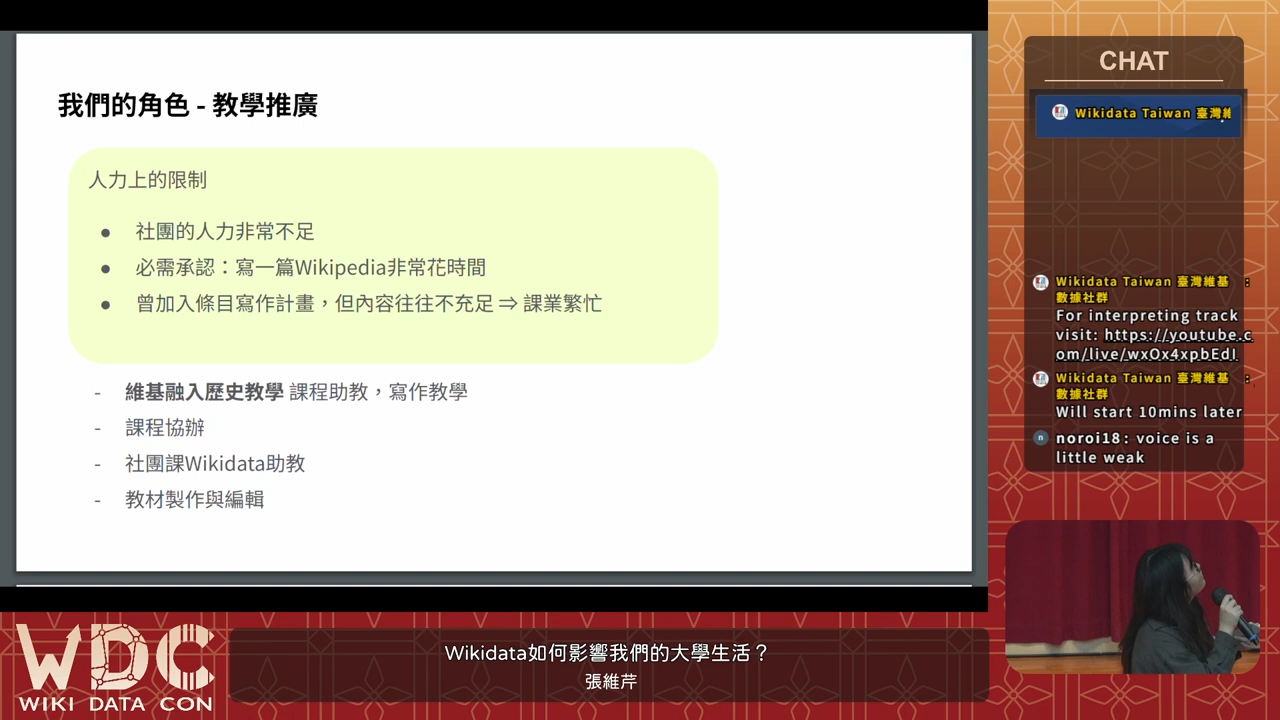 我們的角色 - 教學推廣
人力上的限制
● 社團的人力非常不足
● 必需承認：寫一篇Wikipedia非常花時間
● 曾加入條目寫作計畫，但內容往往不充足 ⇒ 課業繁忙
- 維基融入歷史教學 課程助教，寫作教學
- 課程協辦
- 社團課Wikidata助教
- 教材製作與編輯
CHAT
Wikidata Taiwan 臺灣維
Wikidata Taiwan 臺灣維基 :
數據社群
For interpreting track
visit: https://youtube.c
om/live/wxOx4xpbEdI
Wikidata Taiwan 臺灣維基 :
數據社群
Will start 10mins later
n noroi18: voice is a
little weak
WDC
WIKI DATA CON
Wikidata如何影響我們的大學生活？
張維芹